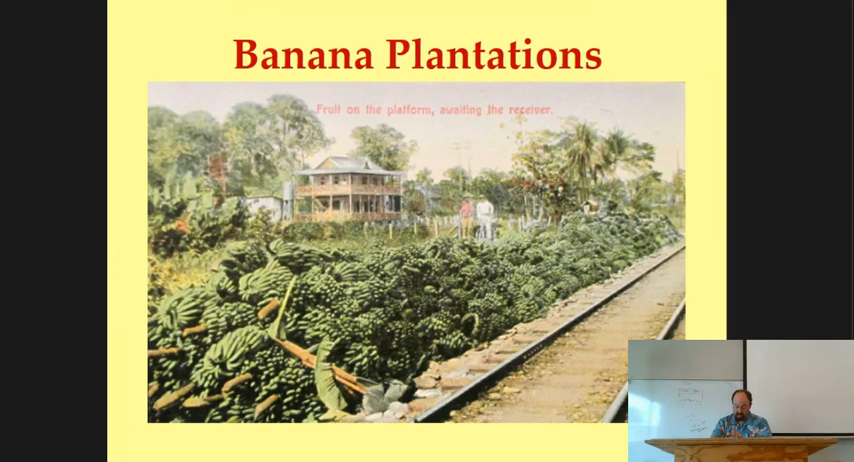 Banana Plantations
Fruit on the platform, awaiting the receiver.